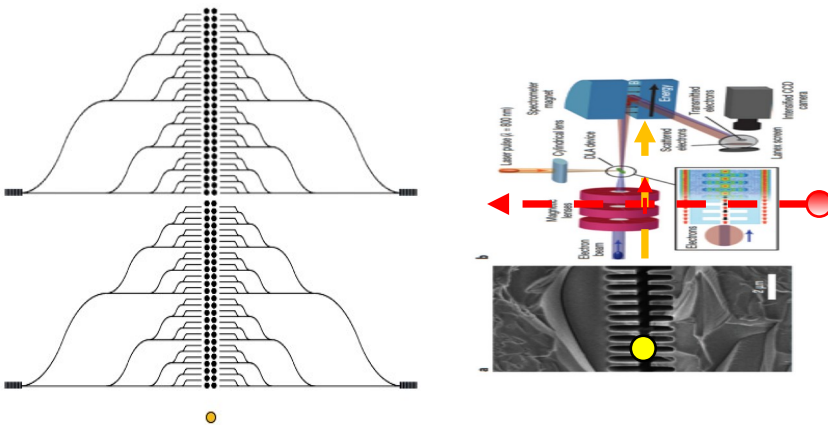 b
Laser pulse (λ = 800 nm)
Cylindrical lens
DLA device
Spectrometer
magnet
Energy
Scattered
electrons
Transmitted
electrons
Intensified CCD
camera
Lanex screen
Magnetic
lenses
Electron
beam
Electrons
a
2 μm